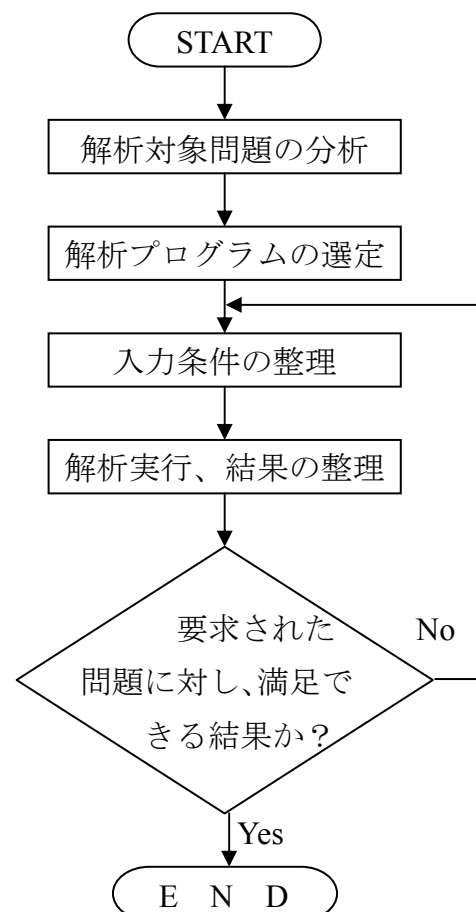 START
解析対象問題の分析
解析プログラムの選定
入力条件の整理
解析実行、結果の整理
要求された
問題に対し、満足で
きる結果か？
No
Yes
E N D